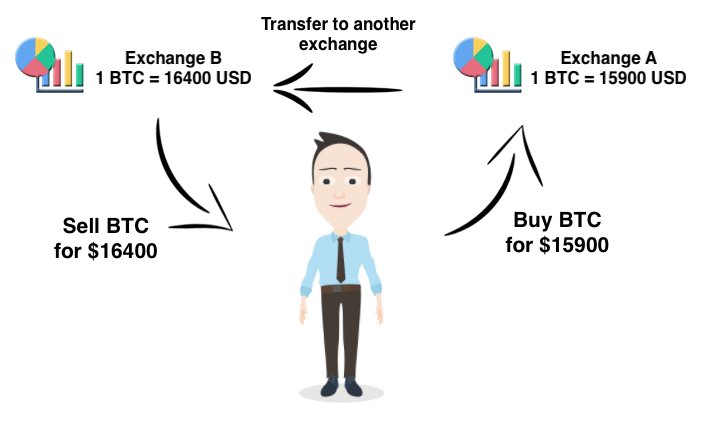 Transfer to another
exchange
Exchange B
1 BTC = 16400 USD
Exchange A
1 BTC = 15900 USD
Sell BTC
for $16400
Buy BTC
for $15900